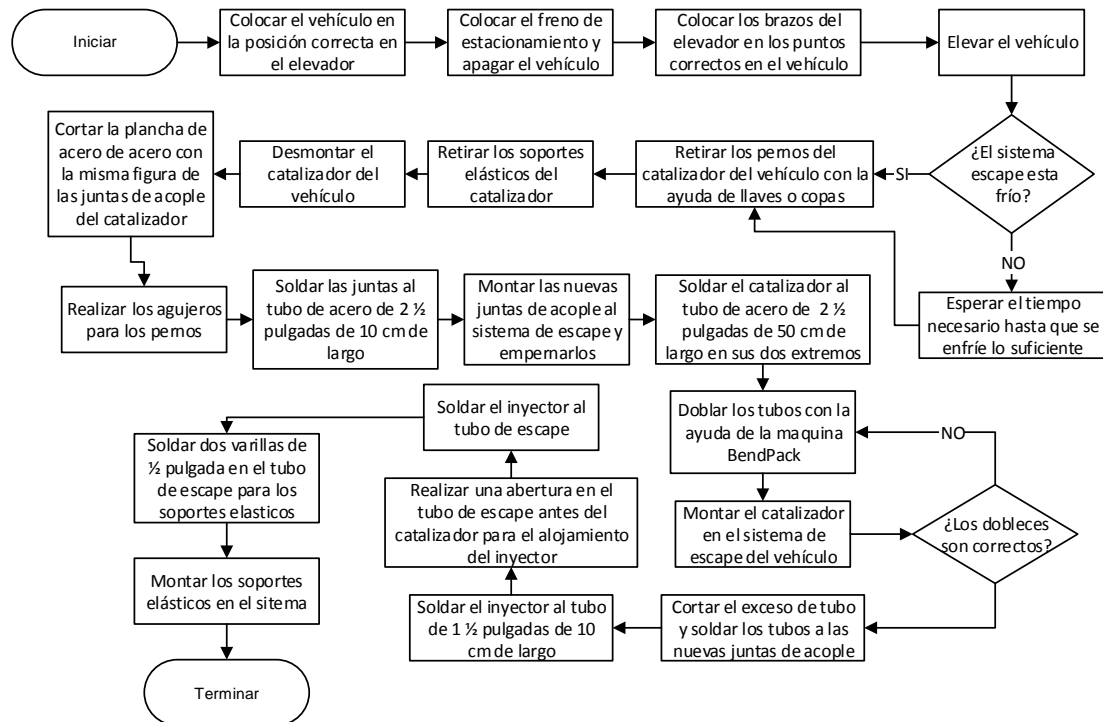 Iniciar
Colocar el vehículo en
la posición correcta en
el elevador
Colocar el freno de
estacionamiento y
apagar el vehículo
Colocar los brazos del
elevador en los puntos
correctos en el vehículo
Elevar el vehículo
¿El sistema
escape esta
frío?
SI
NO
Esperar el tiempo
necesario hasta que se
enfríe lo suficiente
Retirar los pernos del
catalizador del vehículo con la
ayuda de llaves o copas
Retirar los soportes
elásticos del
catalizador
Desmontar el
catalizador del
vehículo
Cortar la plancha de
acero de acero con
la misma figura de
las juntas de acople
del catalizador
Realizar los agujeros
para los pernos
Soldar las juntas al
tubo de acero de 2 ½
pulgadas de 10 cm de
largo
Montar las nuevas
juntas de acople al
sistema de escape y
empernarlos
Soldar el catalizador al
tubo de acero de 2 ½
pulgadas de 50 cm de
largo en sus dos extremos
Doblar los tubos con la
ayuda de la maquina
BendPack
Montar el catalizador
en el sistema de
escape del vehículo
¿Los dobleces
son correctos?
NO
Cortar el exceso de tubo
y soldar los tubos a las
nuevas juntas de acople
Soldar el inyector al tubo
de 1 ½ pulgadas de 10
cm de largo
Realizar una abertura en el
tubo de escape antes del
catalizador para el alojamiento
del inyector
Soldar el inyector al
tubo de escape
Soldar dos varillas de
½ pulgada en el tubo
de escape para los
soportes elasticos
Montar los soportes
elásticos en el sitema
Terminar